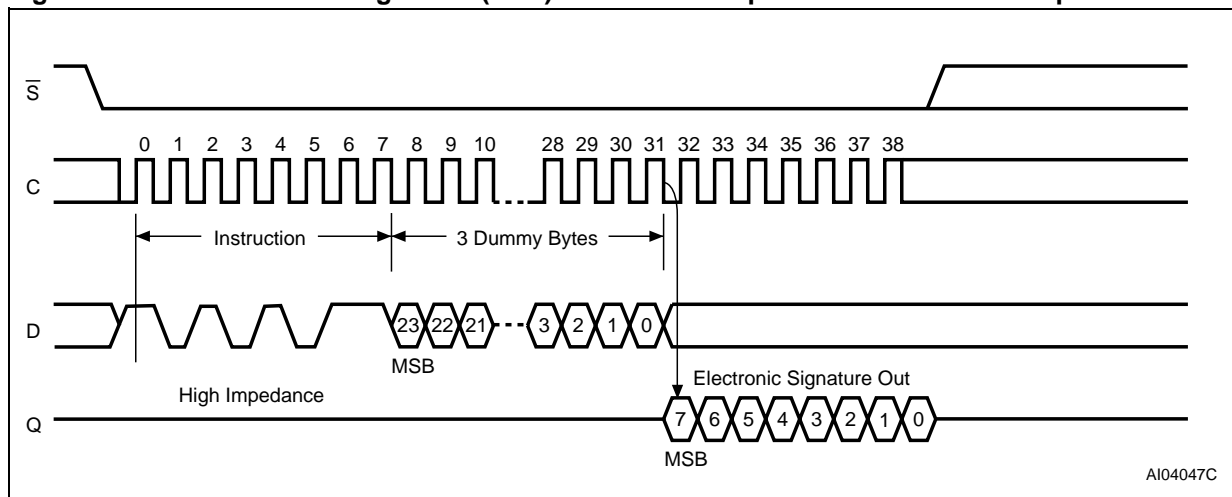 S
0 1 2 3 4 5 6 7 8 9 10 28 29 30 31 32 33 34 35 36 37 38
C
Instruction 3 Dummy Bytes
D
23 22 21 3 2 1 0
MSB
High Impedance
Electronic Signature Out
Q
7 6 5 4 3 2 1 0
MSB
AI04047C